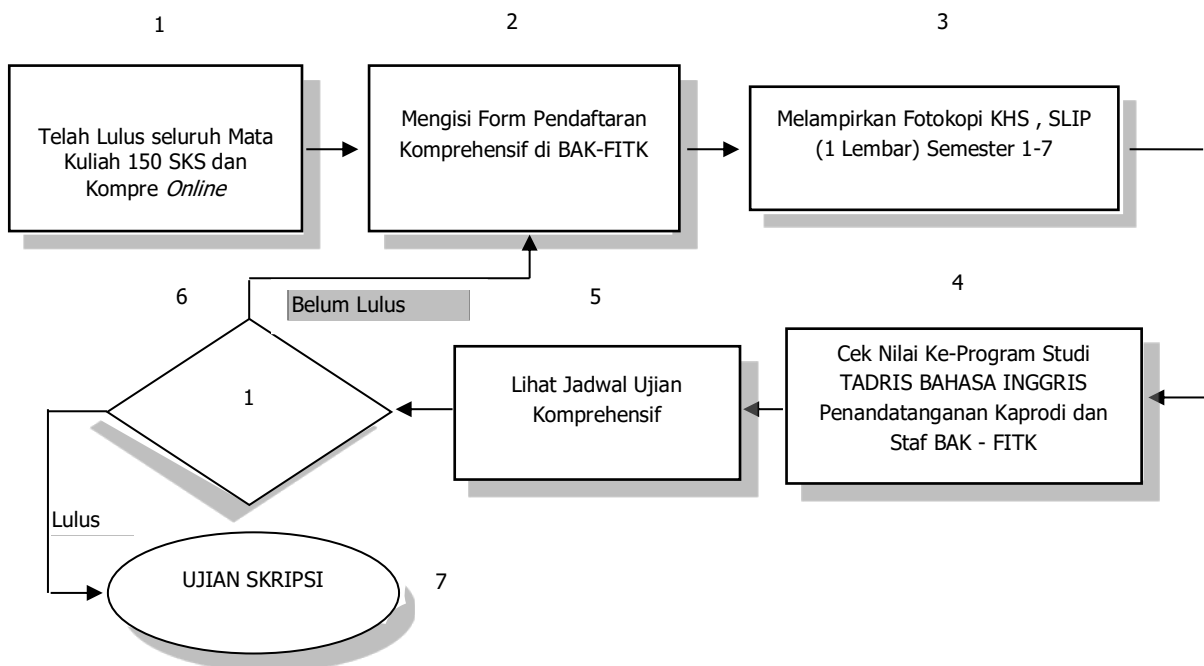 1
Telah Lulus seluruh Mata
Kuliah 150 SKS dan
Kompre Online
2
Mengisi Form Pendaftaran
Komprehensif di BAK-FITK
3
Melampirkan Fotokopi KHS , SLIP
(1 Lembar) Semester 1-7
4
Cek Nilai Ke-Program Studi
TADRIS BAHASA INGGRIS
Penandatanganan Kaprodi dan
Staf BAK - FITK
5
Lihat Jadwal Ujian
Komprehensif
6
Belum Lulus
1
Lulus
UJIAN SKRIPSI
7